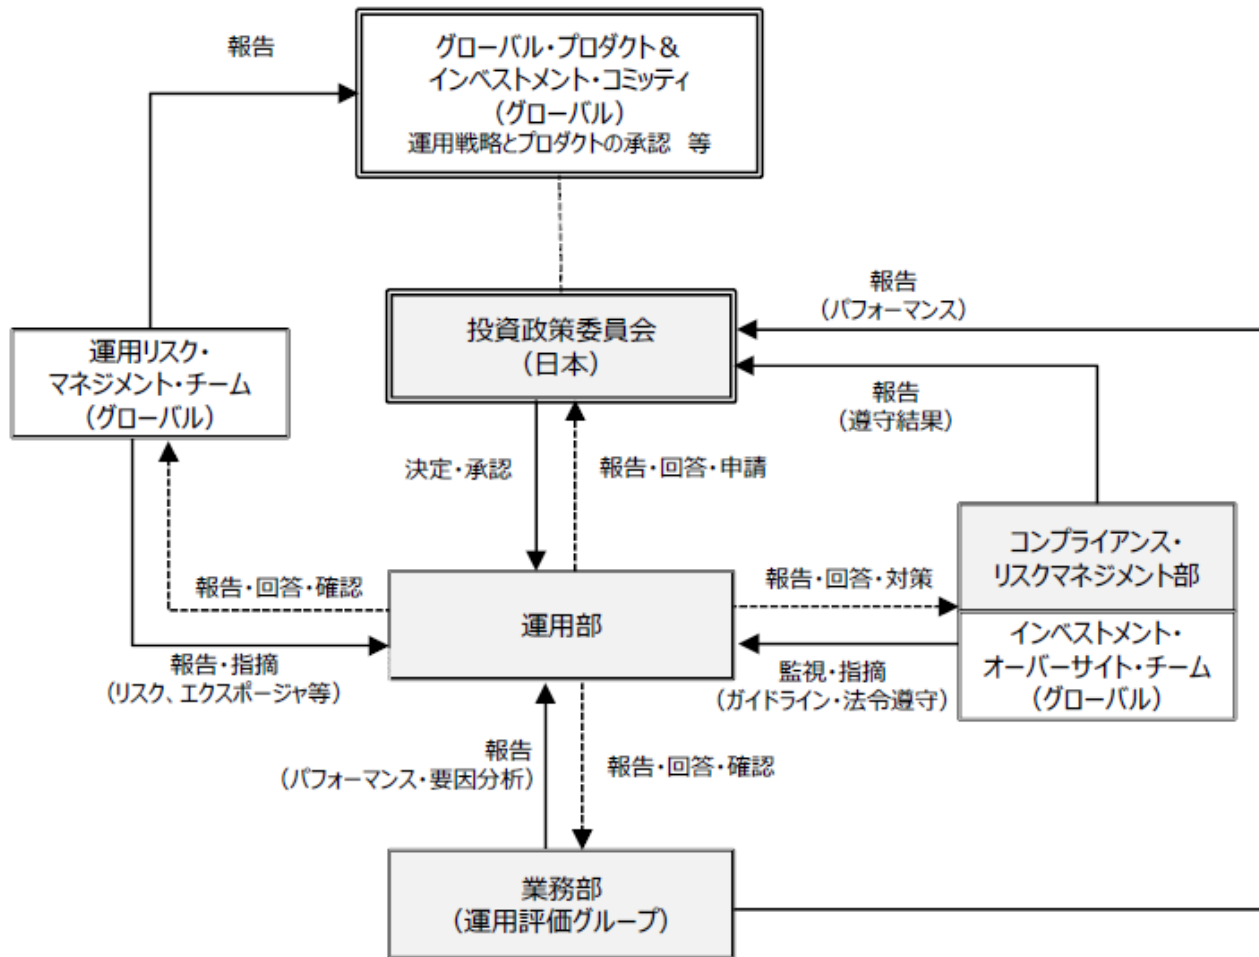 報告
グローバル・プロダクト＆
インベストメント・コミッティ
（グローバル）
運用戦略とプロダクトの承認　等
報告
（パフォーマンス）
投資政策委員会
（日本）
運用リスク・
マネジメント・チーム
（グローバル）
報告
（遵守結果）
決定・承認
報告・回答・申請
コンプライアンス・
リスクマネジメント部
インベストメント・
オーバーサイト・チーム
（グローバル）
報告・回答・確認
報告・回答・対策
運用部
報告・指摘
（リスク、エクスポージャ等）
監視・指摘
（ガイドライン・法令遵守）
報告
（パフォーマンス・要因分析）
報告・回答・確認
業務部
（運用評価グループ）